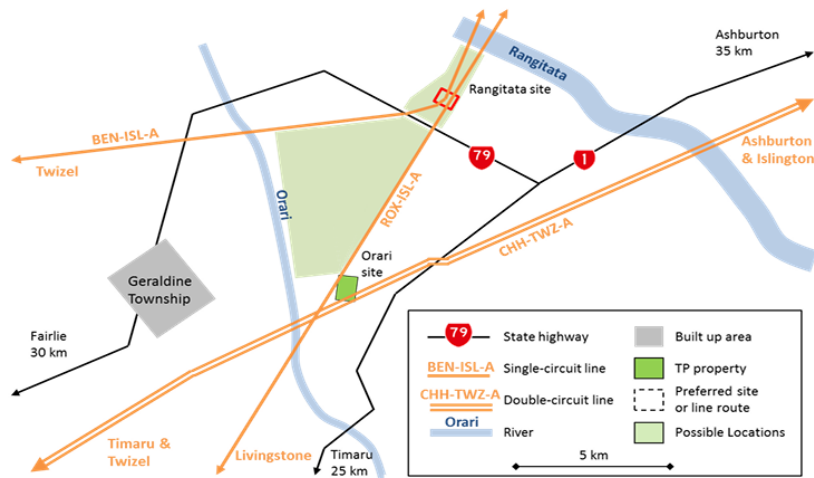 Ashburton
35 km
Rangitata
Rangitata site
BEN-ISL-A
Twizel
79
1
Ashburton
& Islington
Orari
ROX-ISL-A
CHH-TWZ-A
Orari
site
Geraldine
Township
Fairlie
30 km
Timaru &
Twizel
Livingstone
Timaru
25 km
79
State highway
BEN-ISL-A
Single-circuit line
CHH-TWZ-A
Double-circuit line
Orari
River
Built up area
TP property
Preferred site
or line route
Possible Locations
5 km